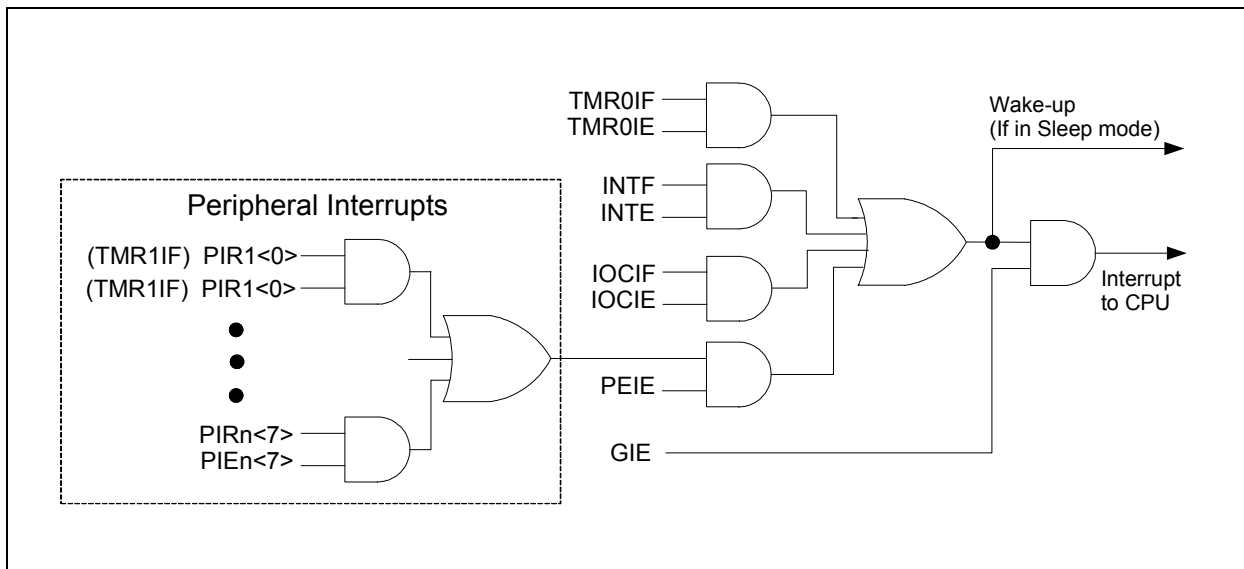 TMR0IF
TMR0IE
Wake-up
(If in Sleep mode)
INTF
INTE
Peripheral Interrupts
(TMR1IF) PIR1<0>
(TMR1IF) PIR1<0>
IOCIF
IOCIE
Interrupt
to CPU
PEIE
PIRn<7>
PIEn<7>
GIE